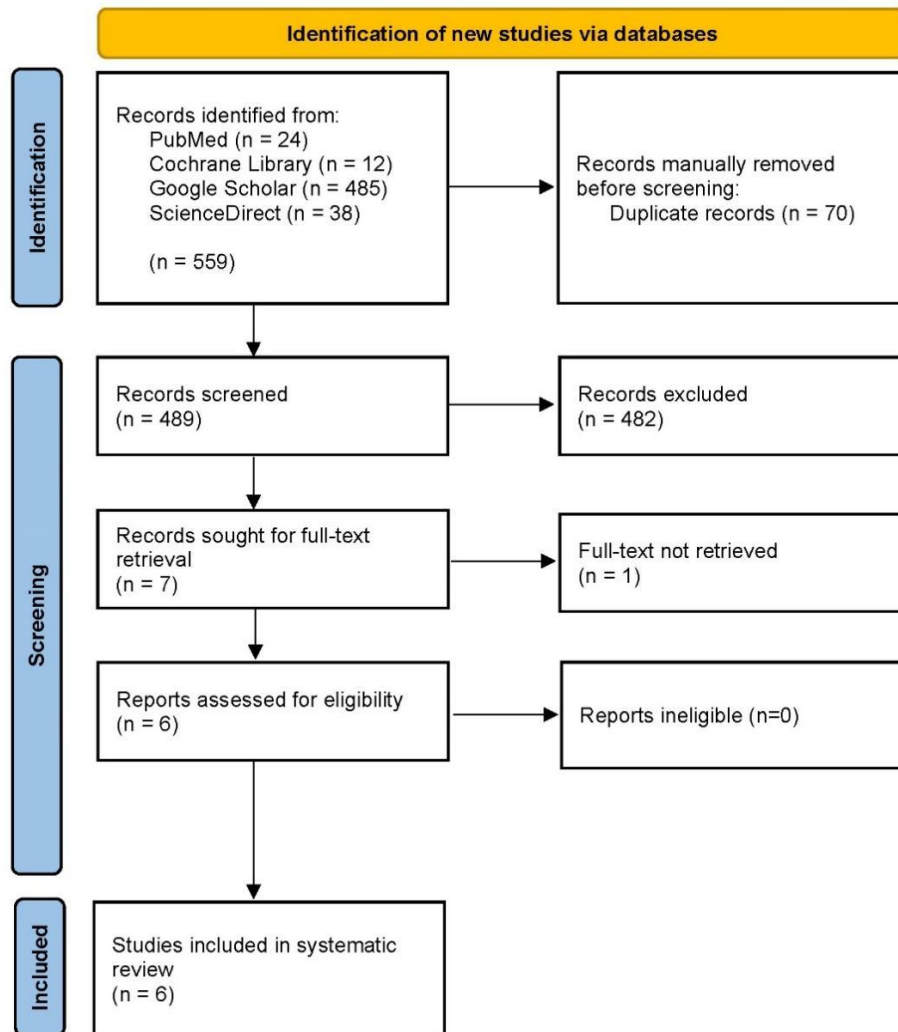 Identification of new studies via databases
Identification
Records identified from:
PubMed (n = 24)
Cochrane Library (n = 12)
Google Scholar (n = 485)
ScienceDirect (n = 38)
(n = 559)
Records manually removed
before screening:
Duplicate records (n = 70)
Screening
Records screened
(n = 489)
Records excluded
(n = 482)
Records sought for full-text
retrieval
(n = 7)
Full-text not retrieved
(n = 1)
Reports assessed for eligibility
(n = 6)
Reports ineligible (n=0)
Included
Studies included in systematic
review
(n = 6)